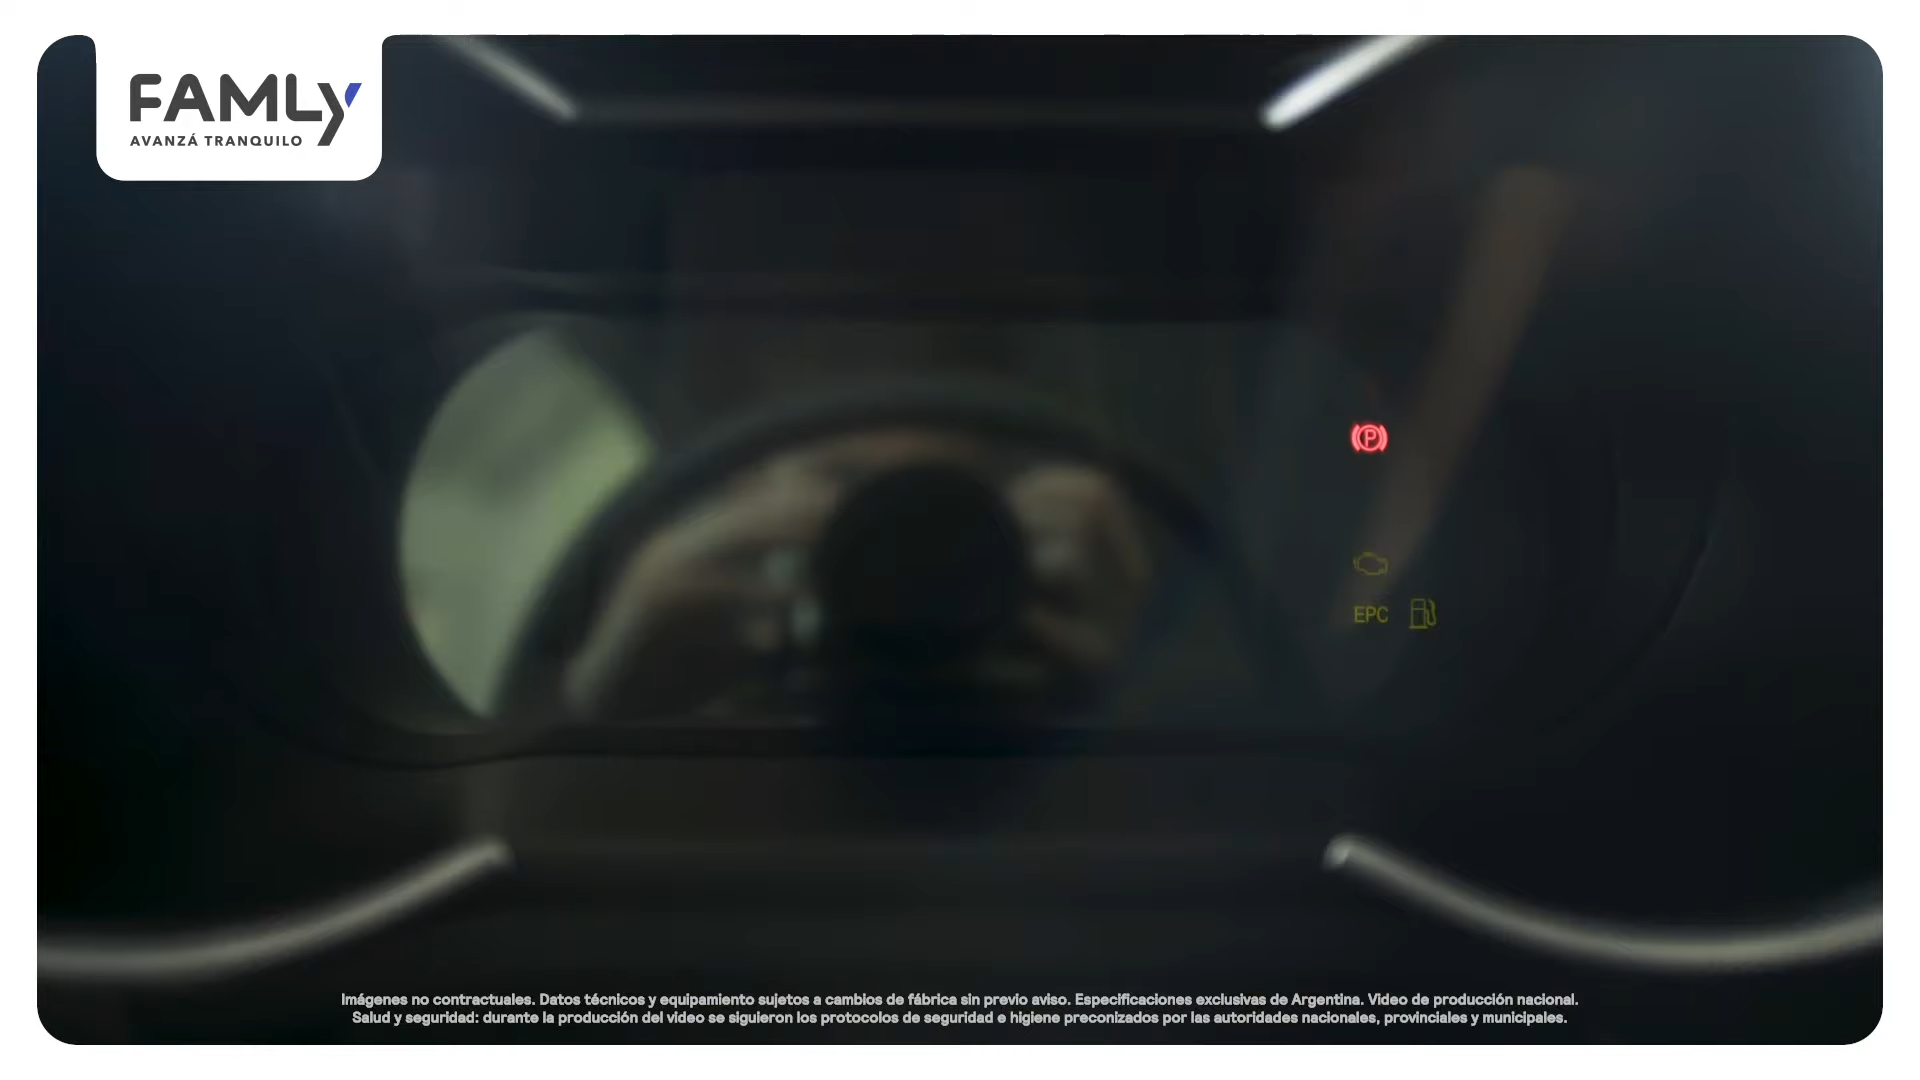 FAMLy
AVANZÁ TRANQUILO
P
EPC
Imágenes no contractuales. Datos técnicos y equipamiento sujetos a cambios de fábrica sin previo aviso. Especificaciones exclusivas de Argentina. Video de producción nacional.
Salud y seguridad: durante la producción del video se siguieron los protocolos de seguridad e higiene preconizados por las autoridades nacionales, provinciales y municipales.